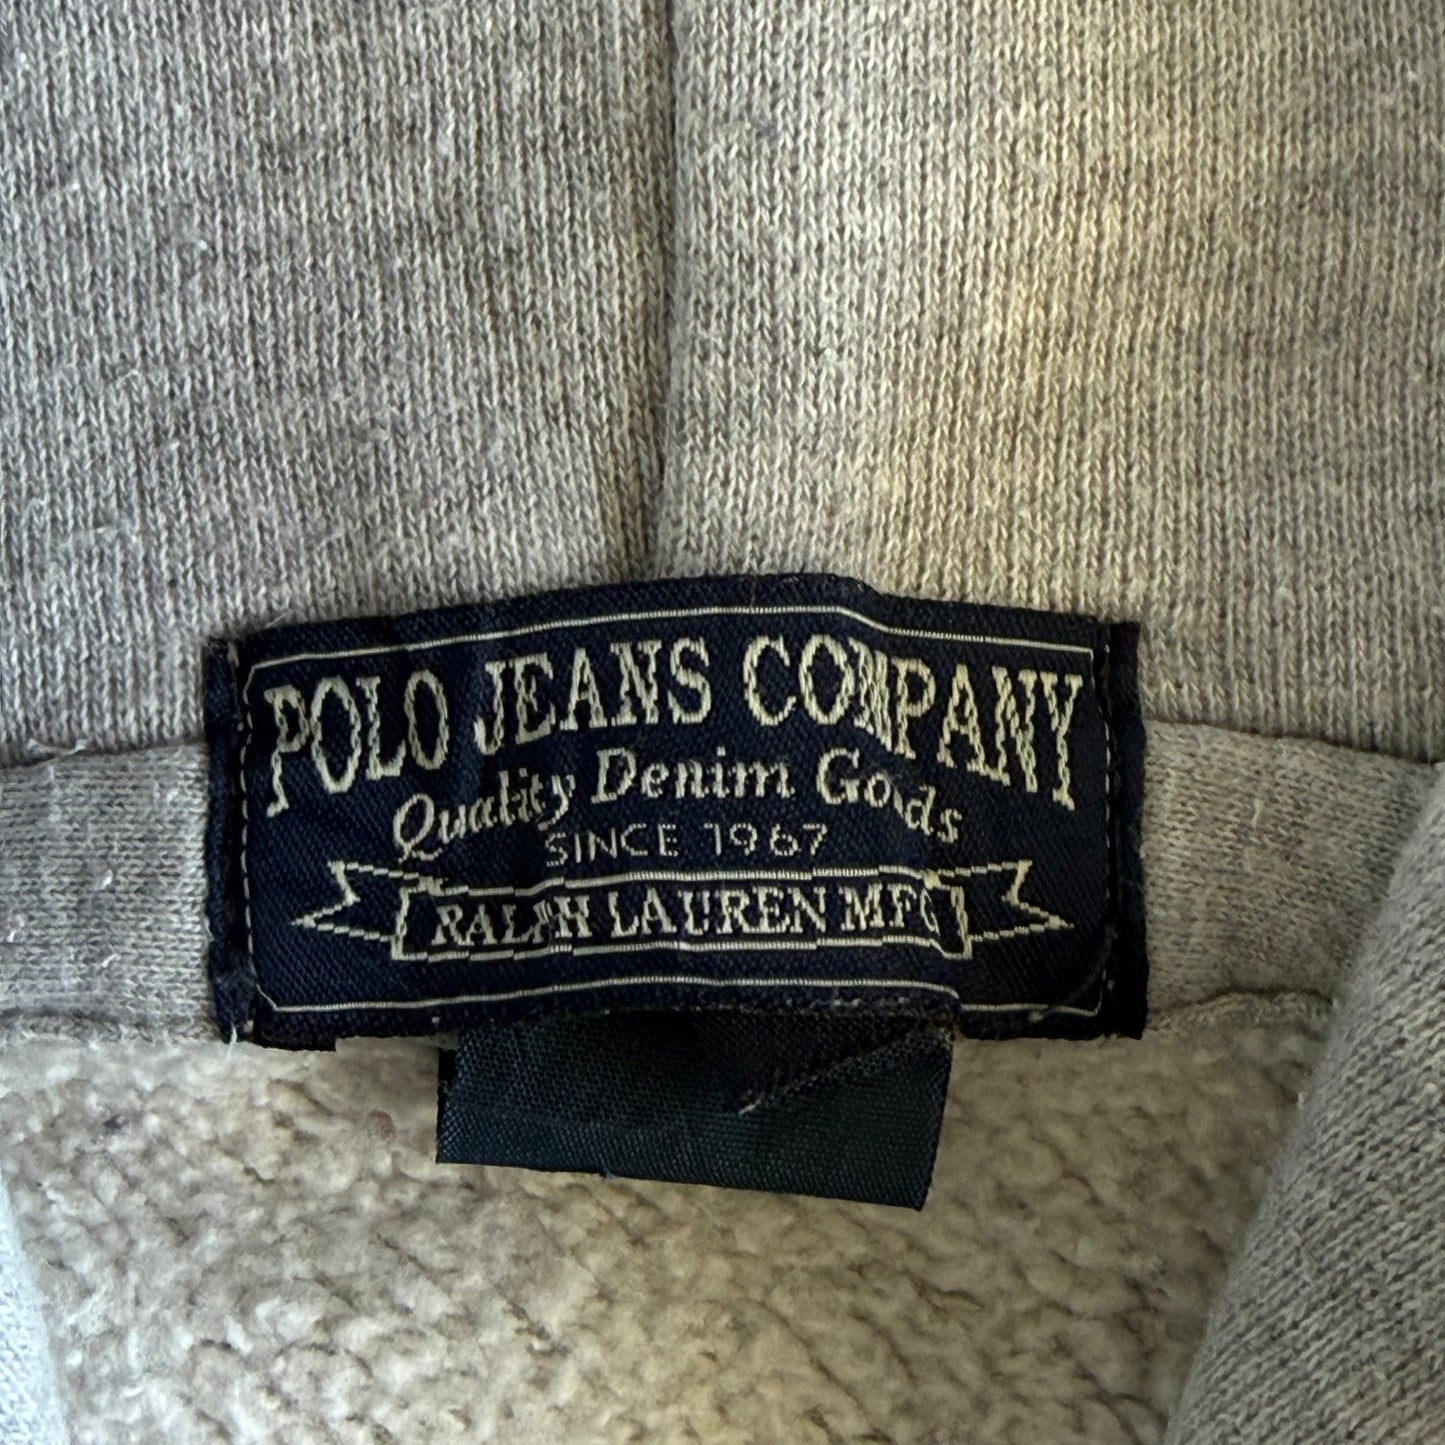 POLO JEANS COMPANY
Quality Denim Goods
SINCE 1967
RALPH LAUREN MFG